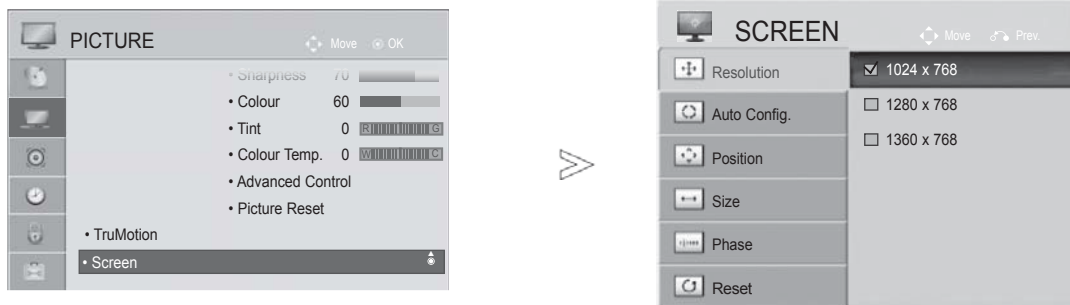 PICTURE
Move OK
• Sharpness 70
• Colour 60
• Tint 0 R G
• Colour Temp. 0 W C
• Advanced Control
• Picture Reset
• TruMotion
• Screen
SCREEN
Move Prev.
Resolution
Auto Config.
Position
Size
Phase
Reset
1024 x 768
1280 x 768
1360 x 768